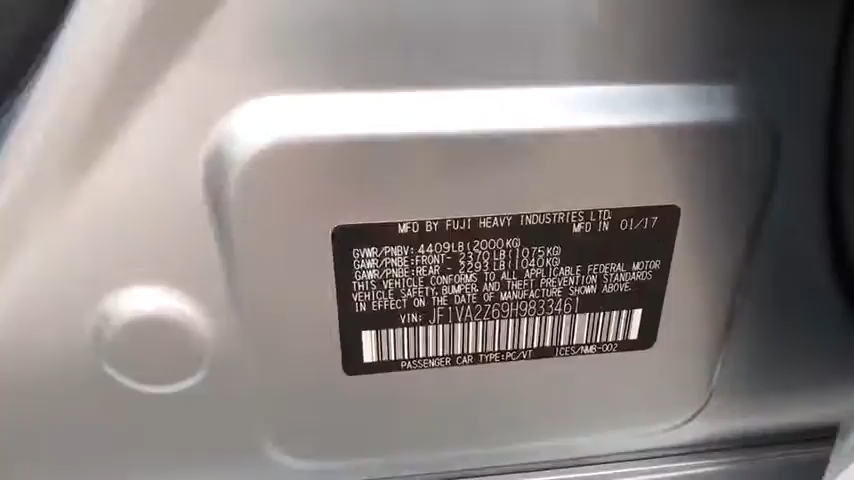 MFD BY FUJI HEAVY INDUSTRIES LTD.
MFD IN 01/17
GVWR/PNBV: 4409LB(2000KG)
GAWR/PNBE:FRONT- 2370LB(1075KG)
GAWR/PNBE:REAR - 2293LB(1040KG)
THIS VEHICLE CONFORMS TO ALL APPLICABLE FEDERAL MOTOR
VEHICLE SAFETY, BUMPER, AND THEFT PREVENTION STANDARDS
IN EFFECT ON THE DATE OF MANUFACTURE SHOWN ABOVE.
VIN: JF1VA2Z69H9833461
PASSENGER CAR TYPE:PC/VT ICES/NMB-002